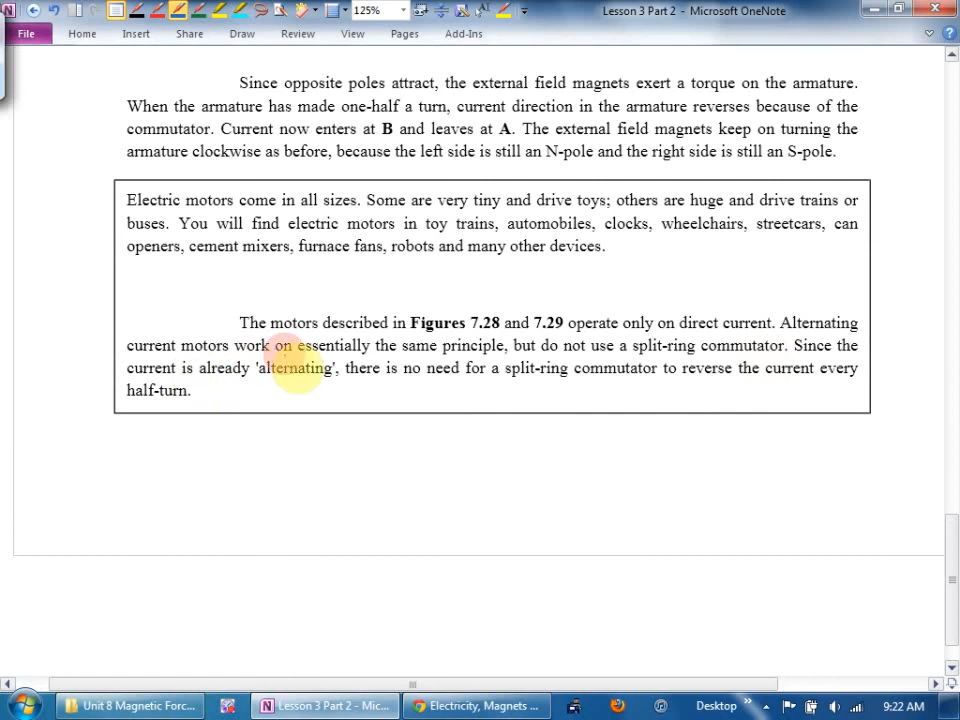 125%
Lesson 3 Part 2 - Microsoft OneNote
File Home Insert Share Draw Review View Pages Add-Ins
Since opposite poles attract, the external field magnets exert a torque on the armature.
When the armature has made one-half a turn, current direction in the armature reverses because of the
commutator. Current now enters at B and leaves at A. The external field magnets keep on turning the
armature clockwise as before, because the left side is still an N-pole and the right side is still an S-pole.
Electric motors come in all sizes. Some are very tiny and drive toys; others are huge and drive trains or
buses. You will find electric motors in toy trains, automobiles, clocks, wheelchairs, streetcars, can
openers, cement mixers, furnace fans, robots and many other devices.
The motors described in Figures 7.28 and 7.29 operate only on direct current. Alternating
current motors work on essentially the same principle, but do not use a split-ring commutator. Since the
current is already 'alternating', there is no need for a split-ring commutator to reverse the current every
half-turn.
Unit 8 Magnetic Forc... Lesson 3 Part 2 - Mic... Electricity, Magnets ... Desktop 9:22 AM